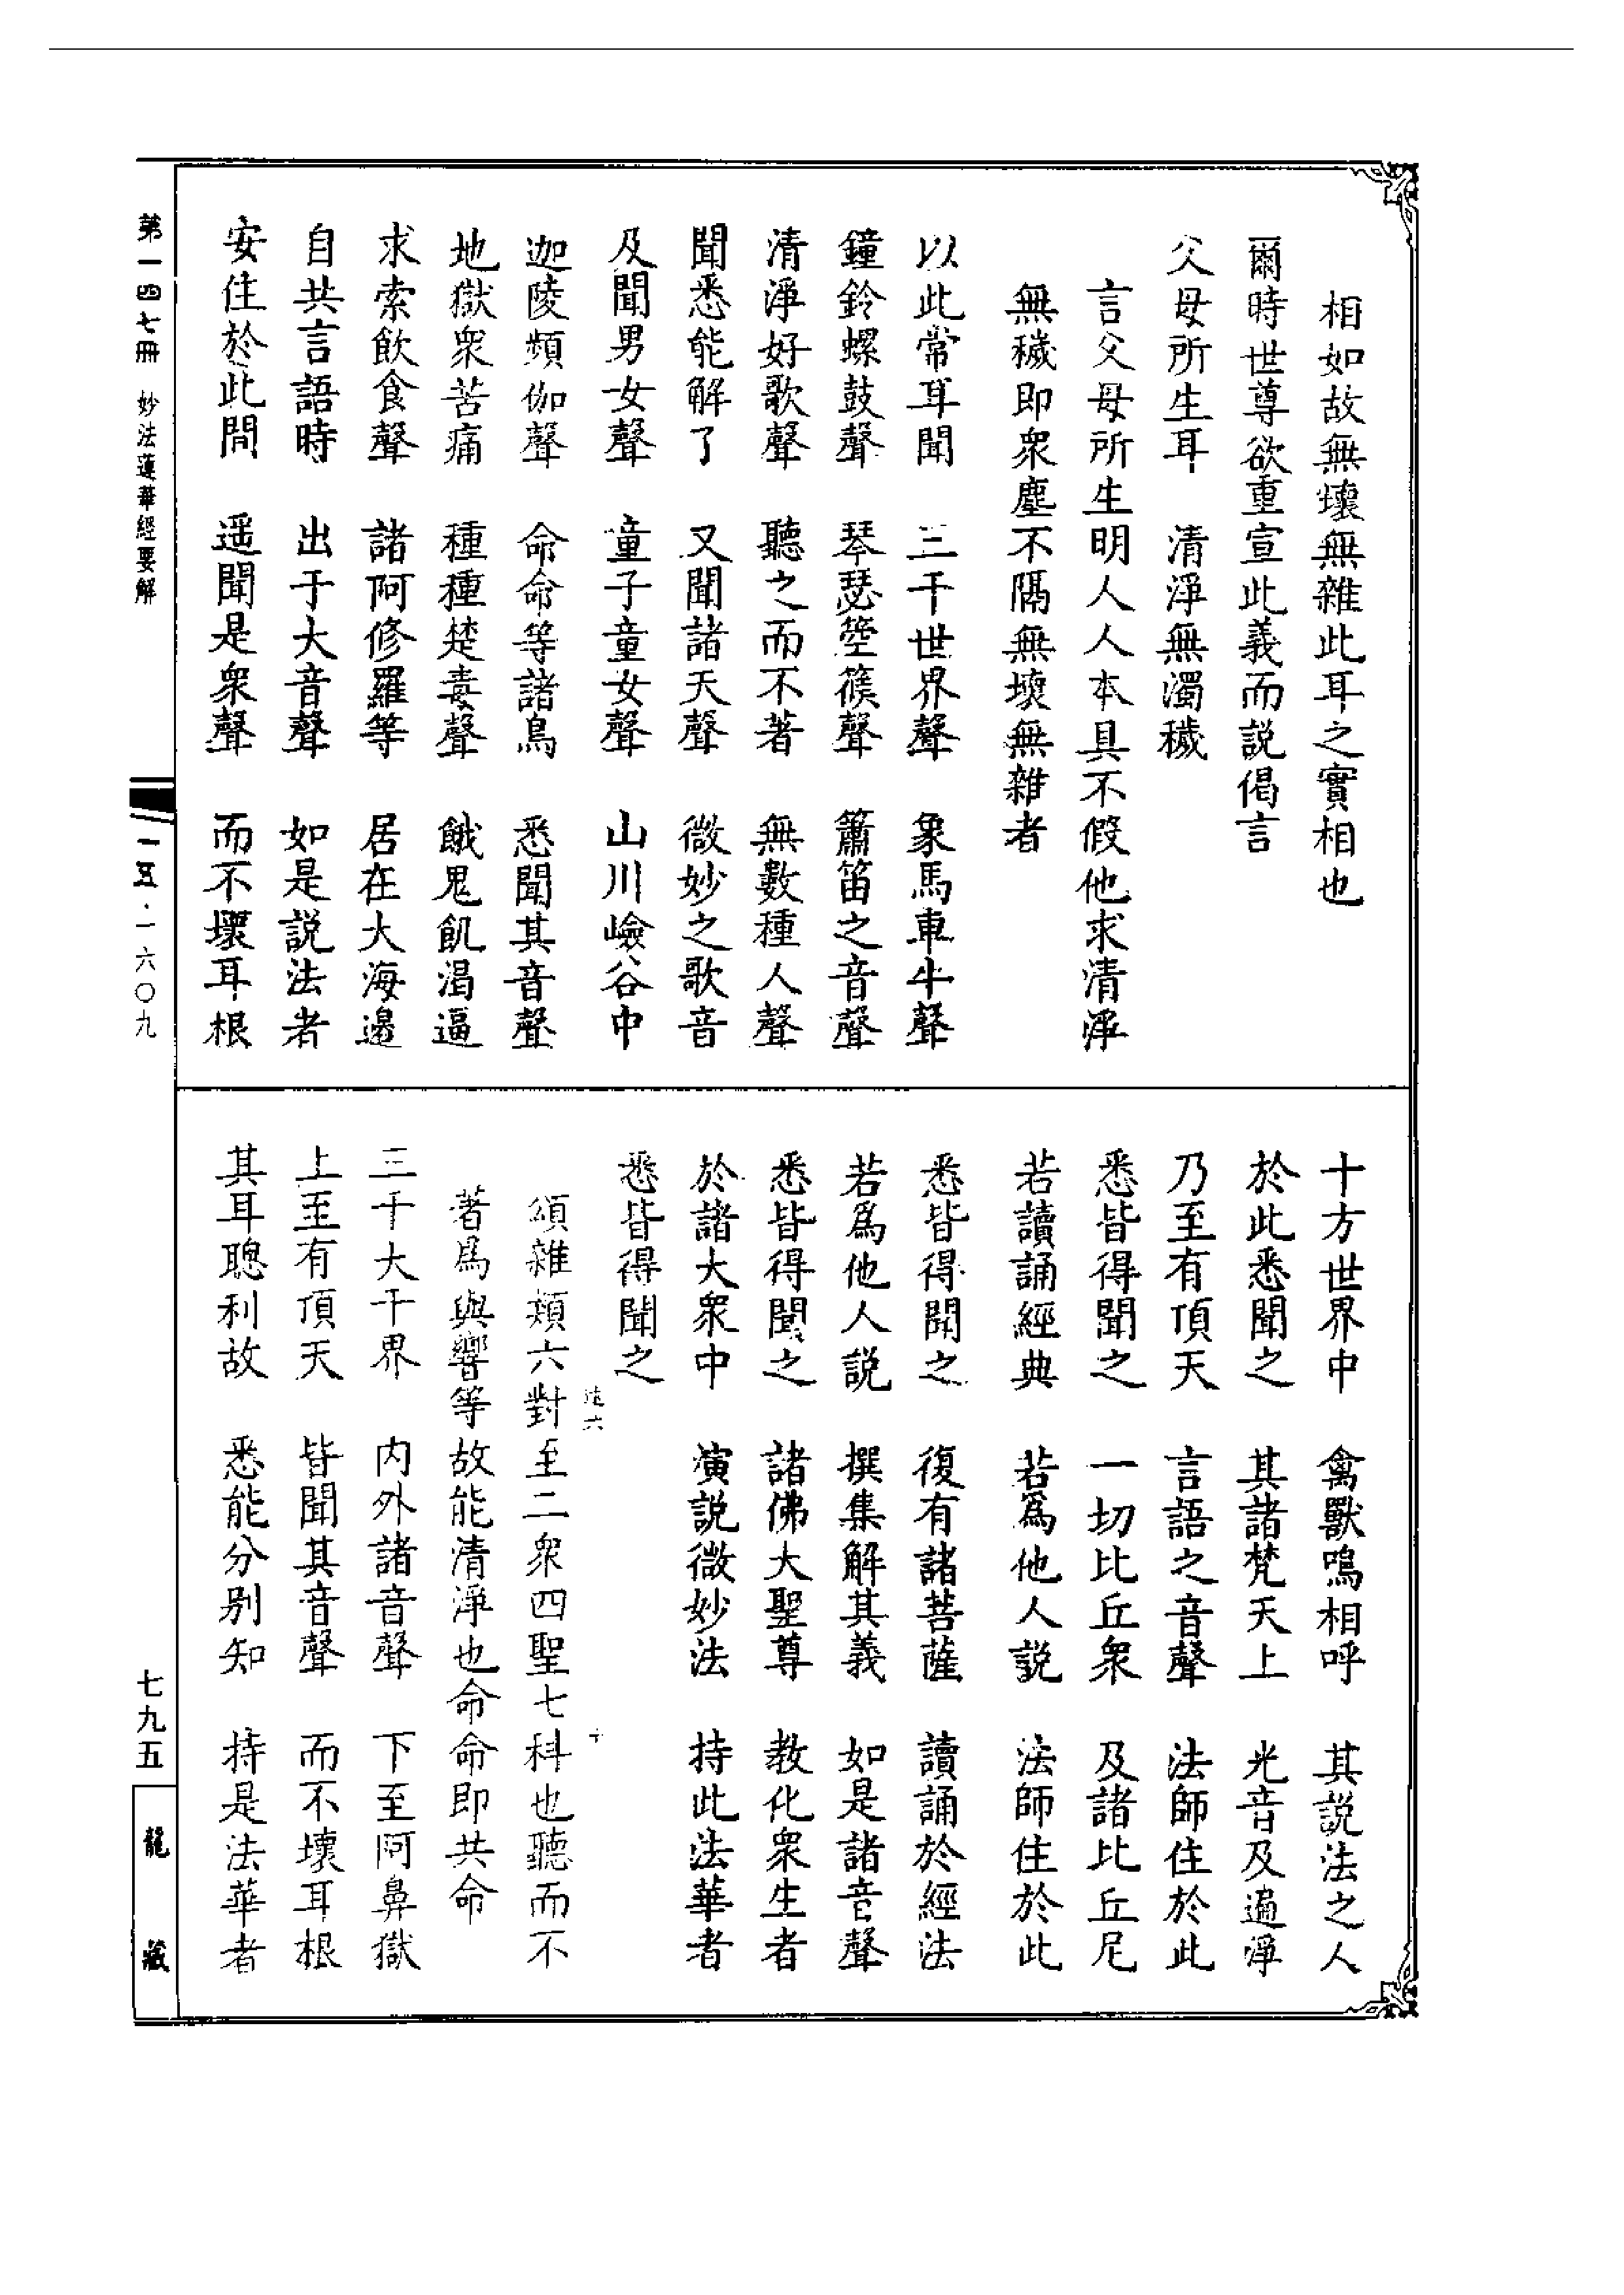 相如故無壞無雜此耳之實相也
爾時世尊欲重宣此義而説偈言
父母所生耳　清淨無濁穢
言父母所生明人人本具不假他求清淨
無穢即衆塵不隔無壞無雜者
以此常耳聞　三千世界聲　象馬車牛聲
鐘鈴螺鼓聲　琴瑟箜篌聲　簫笛之音聲
清淨好歌聲　聽之而不著　無數種人聲
聞悉能解了　又聞諸天聲　微妙之歌音
及聞男女聲　童子童女聲　山川嶮谷中
迦陵頻伽聲　命命等諸鳥　悉聞其音聲
地獄衆苦痛　種種楚毒聲　餓鬼飢渴逼
求索飲食聲　諸阿修羅等　居在大海邊
自共言語時　出于大音聲　如是説法者
安住於此間　遥聞是衆聲　而不壞耳根
十方世界中　禽獸鳴相呼　其説法之人
於此悉聞之　其諸梵天上　光音及遍淨
乃至有頂天　言語之音聲　法師住於此
悉皆得聞之　一切比丘衆　及諸比丘尼
若讀誦經典　若爲他人説　法師住於此
悉皆得聞之　復有諸菩薩　讀誦於經法
若爲他人説　撰集解其義　如是諸音聲
悉皆得聞之　諸佛大聖尊　教化衆生者
於諸大衆中　演説微妙法　持此法華者
悉皆得聞之
頌雜類六對至二衆四聖七科也聽而不
著爲與響等故能清淨也命命即共命
三千大千界　内外諸音聲　下至阿鼻獄
上至有頂天　皆聞其音聲　而不壞耳根
其耳聰利故　悉能分别知　持是法華者
第一四七冊　妙法蓮華經要解
一五·一六〇九
七九五
龍藏